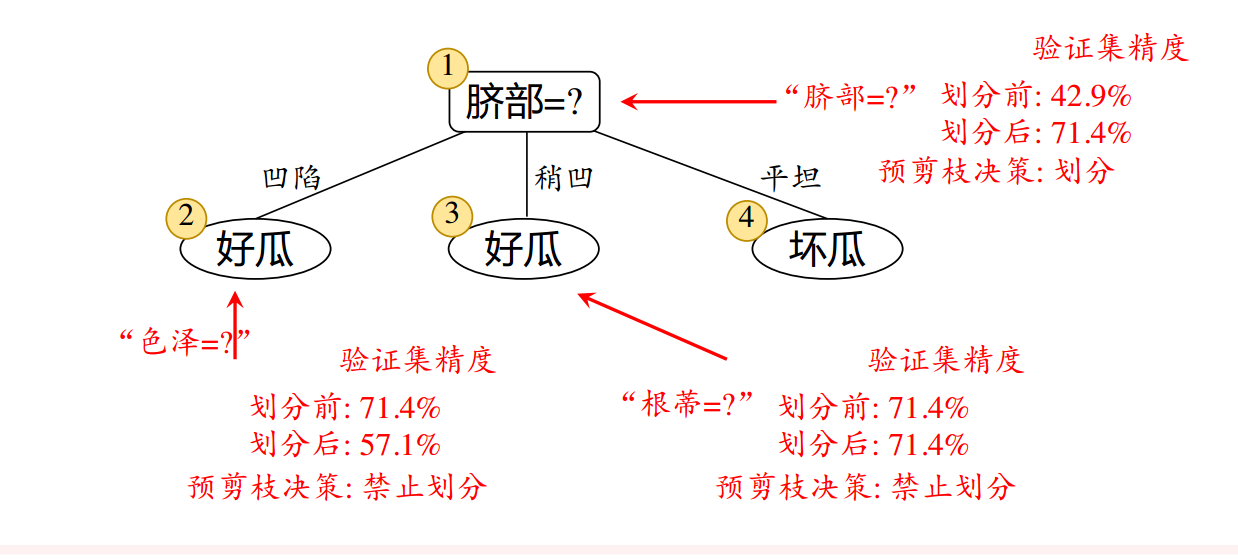 验证集精度
1
脐部=?
“脐部=?” 划分前: 42.9%
划分后: 71.4%
预剪枝决策: 划分
凹陷
稍凹
平坦
2
好瓜
3
好瓜
4
坏瓜
“色泽=?”
验证集精度
划分前: 71.4%
划分后: 57.1%
预剪枝决策: 禁止划分
验证集精度
“根蒂=?” 划分前: 71.4%
划分后: 71.4%
预剪枝决策: 禁止划分